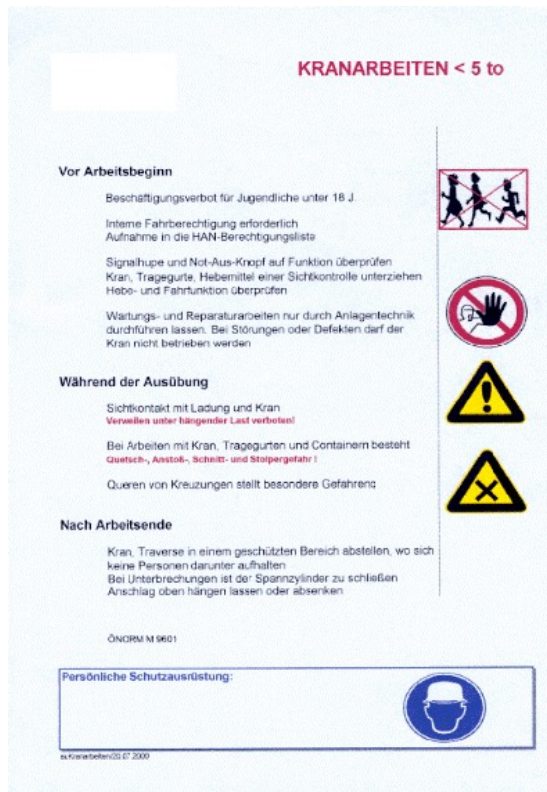 KRANARBEITEN < 5 to
Vor Arbeitsbeginn
Beschäftigungsverbot für Jugendliche unter 18 J.
Interne Fahrberechtigung erforderlich
Aufnahme in die HAN-Berechtigungsliste
Signalhupe und Not-Aus-Knopf auf Funktion überprüfen
Kran, Tragegurte, Hebemittel einer Sichtkontrolle unterziehen
Hebe- und Fahrfunktion überprüfen
Wartungs- und Reparaturarbeiten nur durch Anlagentechnik
durchführen lassen. Bei Störungen oder Defekten darf der
Kran nicht betrieben werden
Während der Ausübung
Sichtkontakt mit Ladung und Kran
Verweilen unter hängender Last verboten!
Bei Arbeiten mit Kran, Tragegurten und Containern besteht
Quetsch-, Anstoß-, Schnitt- und Stolpergefahr !
Queren von Kreuzungen stellt besondere
Nach Arbeitsende
Kran, Traverse in einem geschützten Bereich abstellen, wo sich
keine Personen darunter aufhalten
Bei Unterbrechungen ist der Spannzylinder zu schließen
Anschlag oben hängen lassen oder absenken
ÖNORM M 9601
Persönliche Schutzausrüstung: